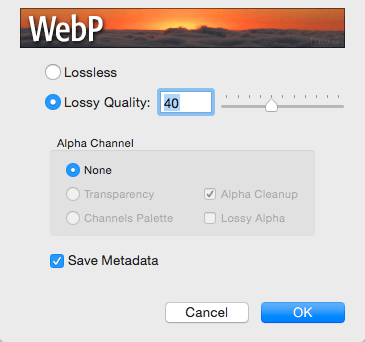 WebP
Lossless
Lossy Quality: 40
Alpha Channel
None
Transparency
Alpha Cleanup
Channels Palette
Lossy Alpha
Save Metadata
Cancel
OK